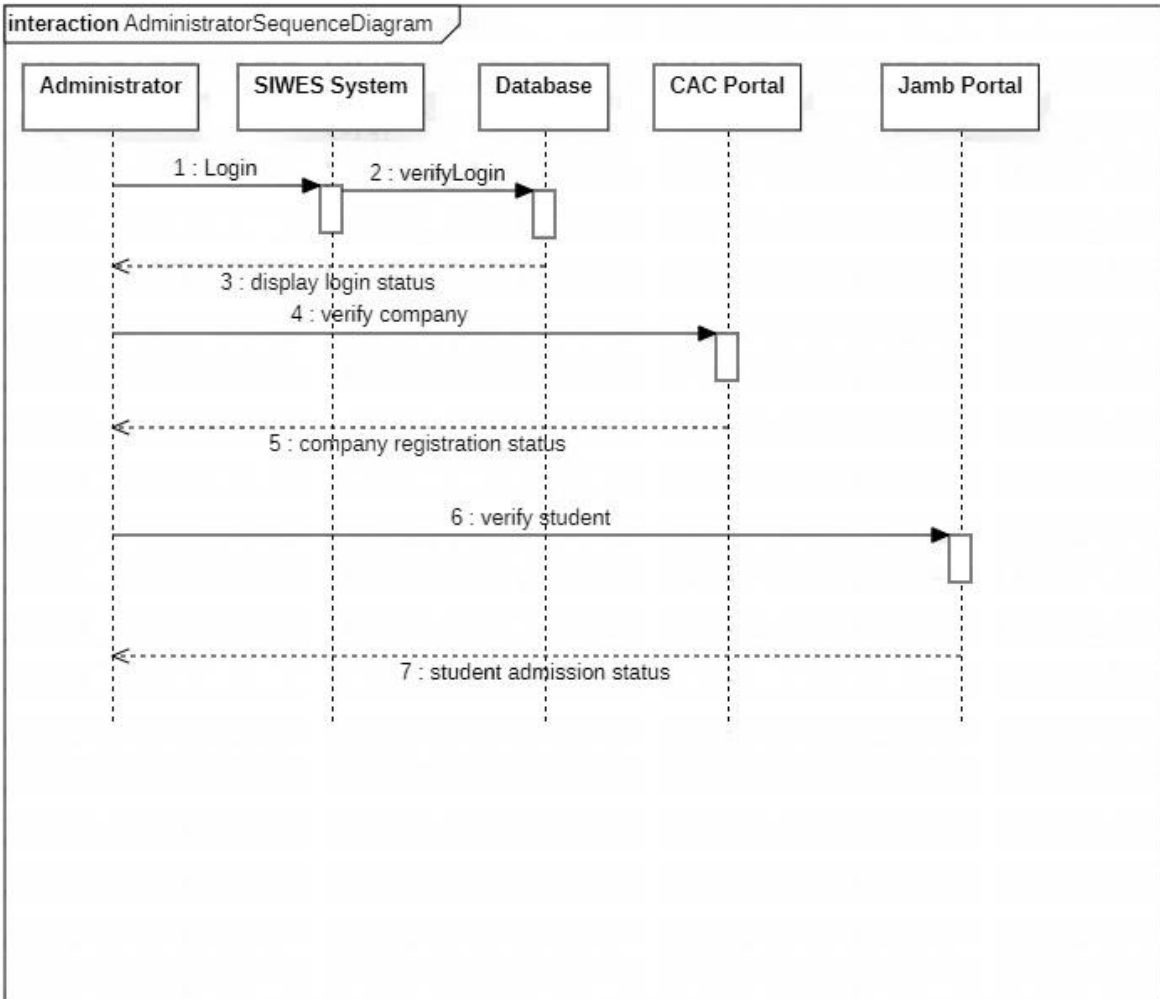 interaction AdministratorSequenceDiagram
Administrator
SIWES System
Database
CAC Portal
Jamb Portal
1 : Login
2 : verifyLogin
3 : display login status
4 : verify company
5 : company registration status
6 : verify student
7 : student admission status